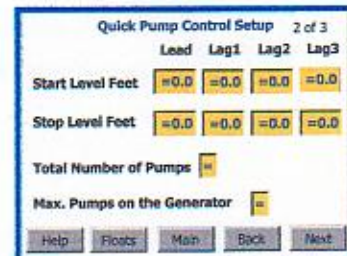 Quick Pump Control Setup 2 of 3
Lead Lag1 Lag2 Lag3
Start Level Feet =0.0 =0.0 =0.0 =0.0
Stop Level Feet =0.0 =0.0 =0.0 =0.0
Total Number of Pumps =
Max. Pumps on the Generator =
Help Floats Main Back Next